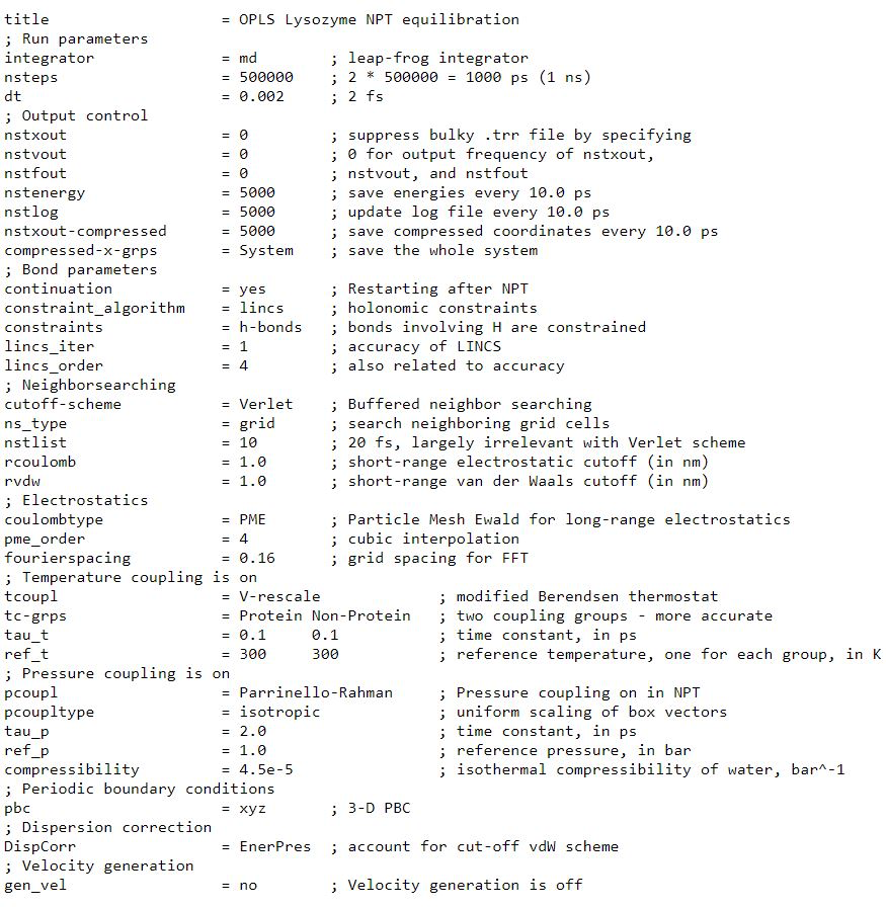 title                   = OPLS Lysozyme NPT equilibration
; Run parameters
integrator              = md        ; leap-frog integrator
nsteps                  = 500000    ; 2 * 500000 = 1000 ps (1 ns)
dt                      = 0.002     ; 2 fs
; Output control
nstxout                 = 0         ; suppress bulky .trr file by specifying
nstvout                 = 0         ; 0 for output frequency of nstxout,
nstfout                 = 0         ; nstvout, and nstfout
nstenergy               = 5000      ; save energies every 10.0 ps
nstlog                  = 5000      ; update log file every 10.0 ps
nstxout-compressed      = 5000      ; save compressed coordinates every 10.0 ps
compressed-x-grps       = System    ; save the whole system
; Bond parameters
continuation            = yes       ; Restarting after NPT
constraint_algorithm    = lincs     ; holonomic constraints
constraints             = h-bonds   ; bonds involving H are constrained
lincs_iter              = 1         ; accuracy of LINCS
lincs_order             = 4         ; also related to accuracy
; Neighborsearching
cutoff-scheme           = Verlet    ; Buffered neighbor searching
ns_type                 = grid      ; search neighboring grid cells
nstlist                 = 10        ; 20 fs, largely irrelevant with Verlet scheme
rcoulomb                = 1.0       ; short-range electrostatic cutoff (in nm)
rvdw                    = 1.0       ; short-range van der Waals cutoff (in nm)
; Electrostatics
coulombtype             = PME       ; Particle Mesh Ewald for long-range electrostatics
pme_order               = 4         ; cubic interpolation
fourierspacing          = 0.16      ; grid spacing for FFT
; Temperature coupling is on
tcoupl                  = V-rescale             ; modified Berendsen thermostat
tc-grps                 = Protein Non-Protein   ; two coupling groups - more accurate
tau_t                   = 0.1     0.1           ; time constant, in ps
ref_t                   = 300     300           ; reference temperature, one for each group, in K
; Pressure coupling is on
pcoupl                  = Parrinello-Rahman     ; Pressure coupling on in NPT
pcoupltype              = isotropic             ; uniform scaling of box vectors
tau_p                   = 2.0                   ; time constant, in ps
ref_p                   = 1.0                   ; reference pressure, in bar
compressibility         = 4.5e-5                ; isothermal compressibility of water, bar^-1
; Periodic boundary conditions
pbc                     = xyz       ; 3-D PBC
; Dispersion correction
DispCorr                = EnerPres  ; account for cut-off vdW scheme
; Velocity generation
gen_vel                 = no        ; Velocity generation is off